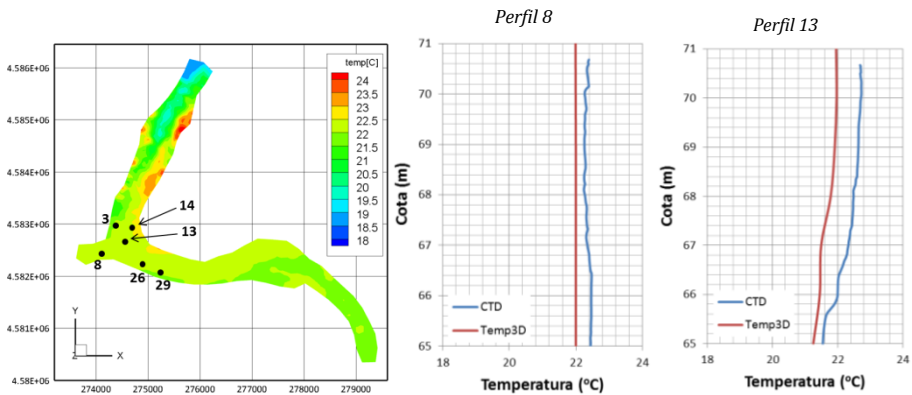 Perfil 8
Perfil 13
4.586E+06
4.585E+06
4.584E+06
4.583E+06
4.582E+06
4.581E+06
4.58E+06
274000
275000
276000
277000
278000
279000
temp[C]
24
23.5
23
22.5
22
21.5
21
20.5
20
19.5
19
18.5
18
3
14
13
8
26
29
Y
Z
X
71
70
69
68
67
66
65
Cota (m)
CTD
Temp3D
18
20
22
24
Temperatura (ºC)
71
70
69
68
67
66
65
Cota (m)
CTD
Temp3D
18
20
22
24
Temperatura (ºC)